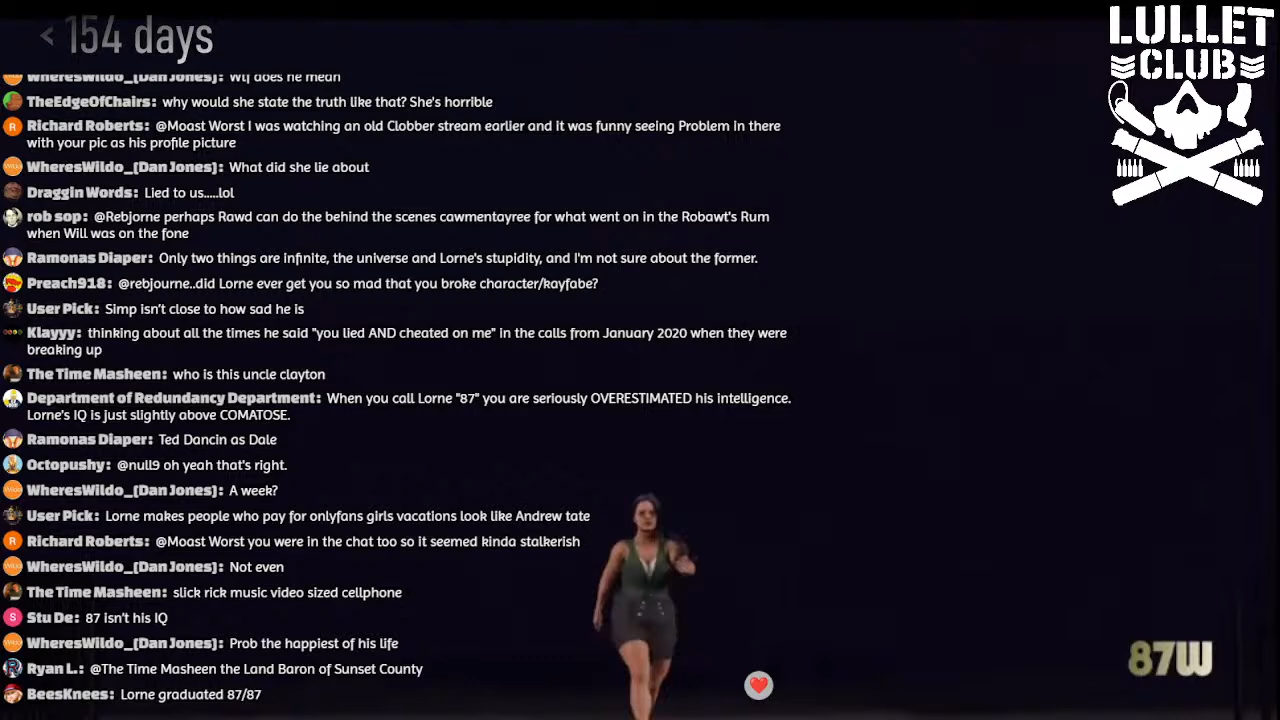 < 154 days
LULLET
CLUB
WheresWildo_(Dan Jones): Wtf does he mean
TheEdgeOfChairs: why would she state the truth like that? She's horrible
R Richard Roberts: @Moast Worst I was watching an old Clobber stream earlier and it was funny seeing Problem in there
with your pic as his profile picture
WheresWildo_(Dan Jones): What did she lie about
Draggin Words: Lied to us.....lol
rob sop: @Rebjorne perhaps Rawd can do the behind the scenes cawmentayree for what went on in the Robawt's Rum
when Will was on the fone
Ramonas Diaper: Only two things are infinite, the universe and Lorne's stupidity, and I'm not sure about the former.
Preach918: @rebjourne..did Lorne ever get you so mad that you broke character/kayfabe?
User Pick: Simp isn't close to how sad he is
Klayyy: thinking about all the times he said "you lied AND cheated on me" in the calls from January 2020 when they were
breaking up
The Time Masheen: who is this uncle clayton
Department of Redundancy Department: When you call Lorne "87" you are seriously OVERESTIMATED his intelligence.
Lorne's IQ is just slightly above COMATOSE.
Ramonas Diaper: Ted Dancin as Dale
Octopushy: @null9 oh yeah that's right.
WheresWildo_(Dan Jones): A week?
User Pick: Lorne makes people who pay for onlyfans girls vacations look like Andrew tate
R Richard Roberts: @Moast Worst you were in the chat too so it seemed kinda stalkerish
WheresWildo_(Dan Jones): Not even
The Time Masheen: slick rick music video sized cellphone
S Stu De: 87 isn't his IQ
WheresWildo_(Dan Jones): Prob the happiest of his life
Ryan L.: @The Time Masheen the Land Baron of Sunset County
BeesKnees: Lorne graduated 87/87
87W